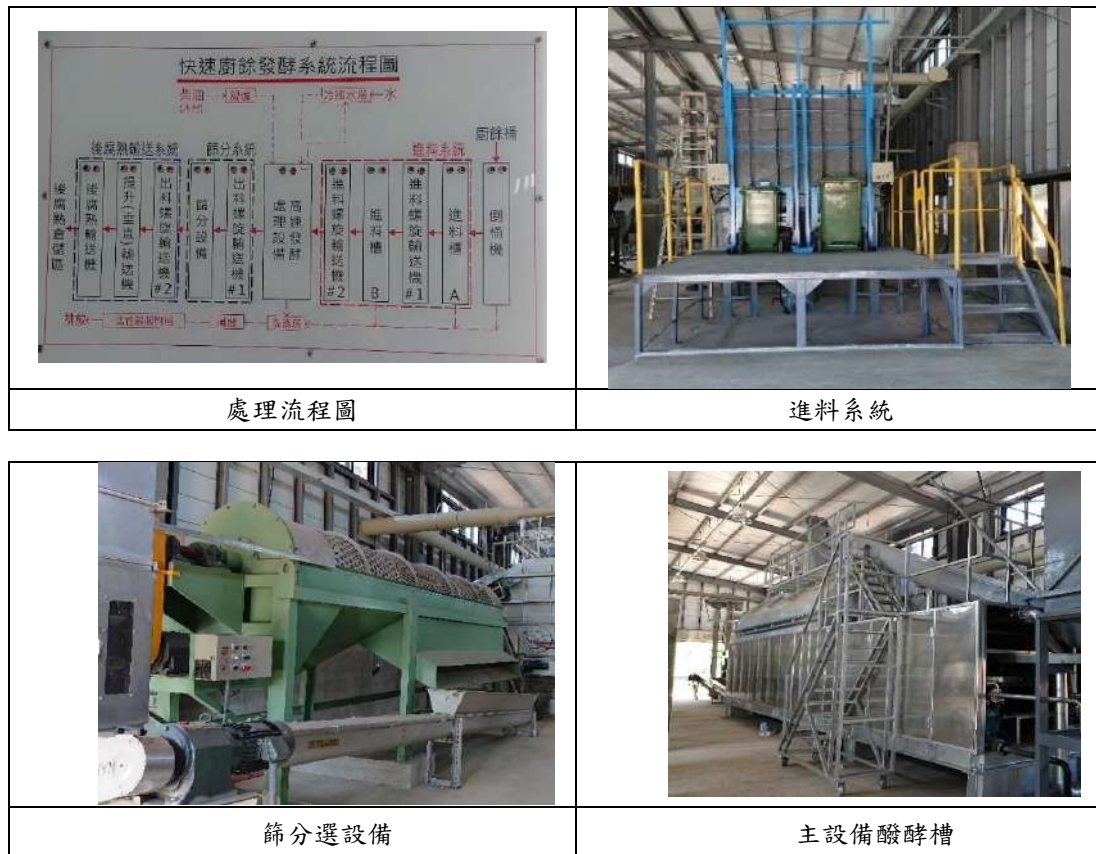 快速廚餘發酵系統流程圖
柴油
水
廚餘桶
後腐熟輸送系統
篩分系統
進料系統
後腐熟倉儲區
後腐熟輸送機
提升(垂直)輸送機
出料螺旋輸送機#2
篩分設備
出料螺旋輸送機#1
高速發酵處理設備
進料螺旋輸送機#2
進料槽B
進料螺旋輸送機#1
進料槽A
倒桶機
排放
處理流程圖
進料系統
篩分選設備
主設備醱酵槽